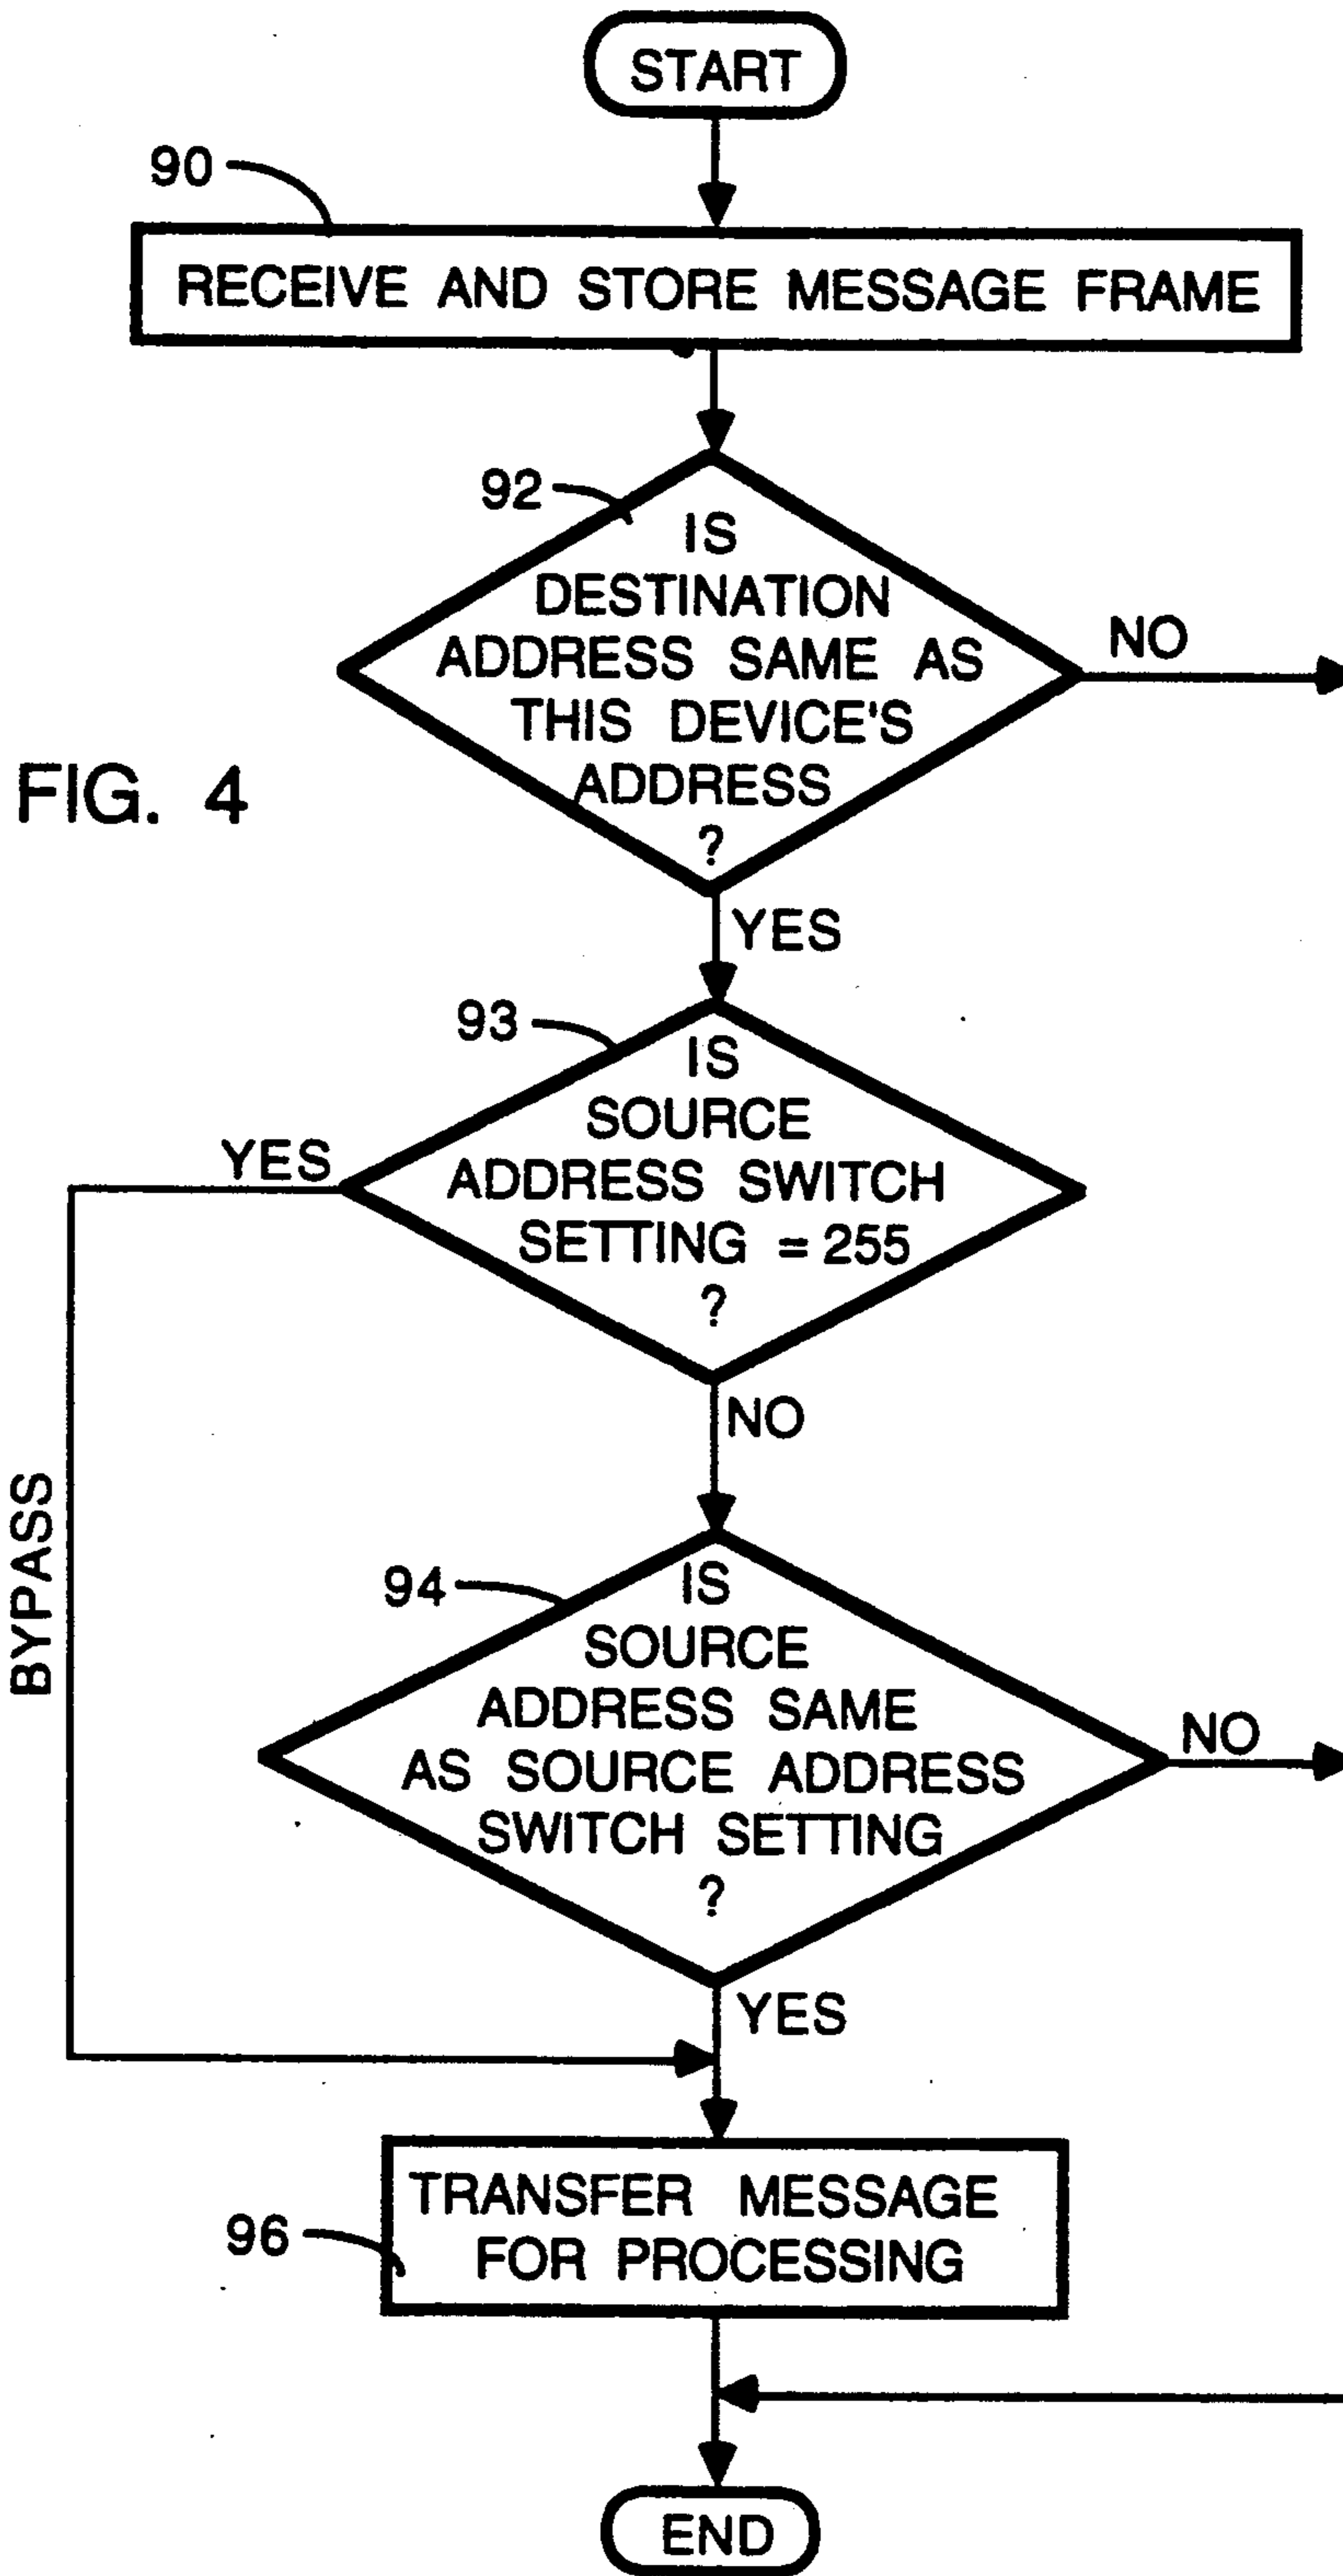 START
90
RECEIVE AND STORE MESSAGE FRAME
92
IS
DESTINATION
ADDRESS SAME AS
THIS DEVICE'S
ADDRESS
?
NO
FIG. 4
YES
93
IS
SOURCE
ADDRESS SWITCH
SETTING = 255
?
YES
NO
BYPASS
94
IS
SOURCE
ADDRESS SAME
AS SOURCE ADDRESS
SWITCH SETTING
?
NO
YES
TRANSFER MESSAGE
FOR PROCESSING
96
END